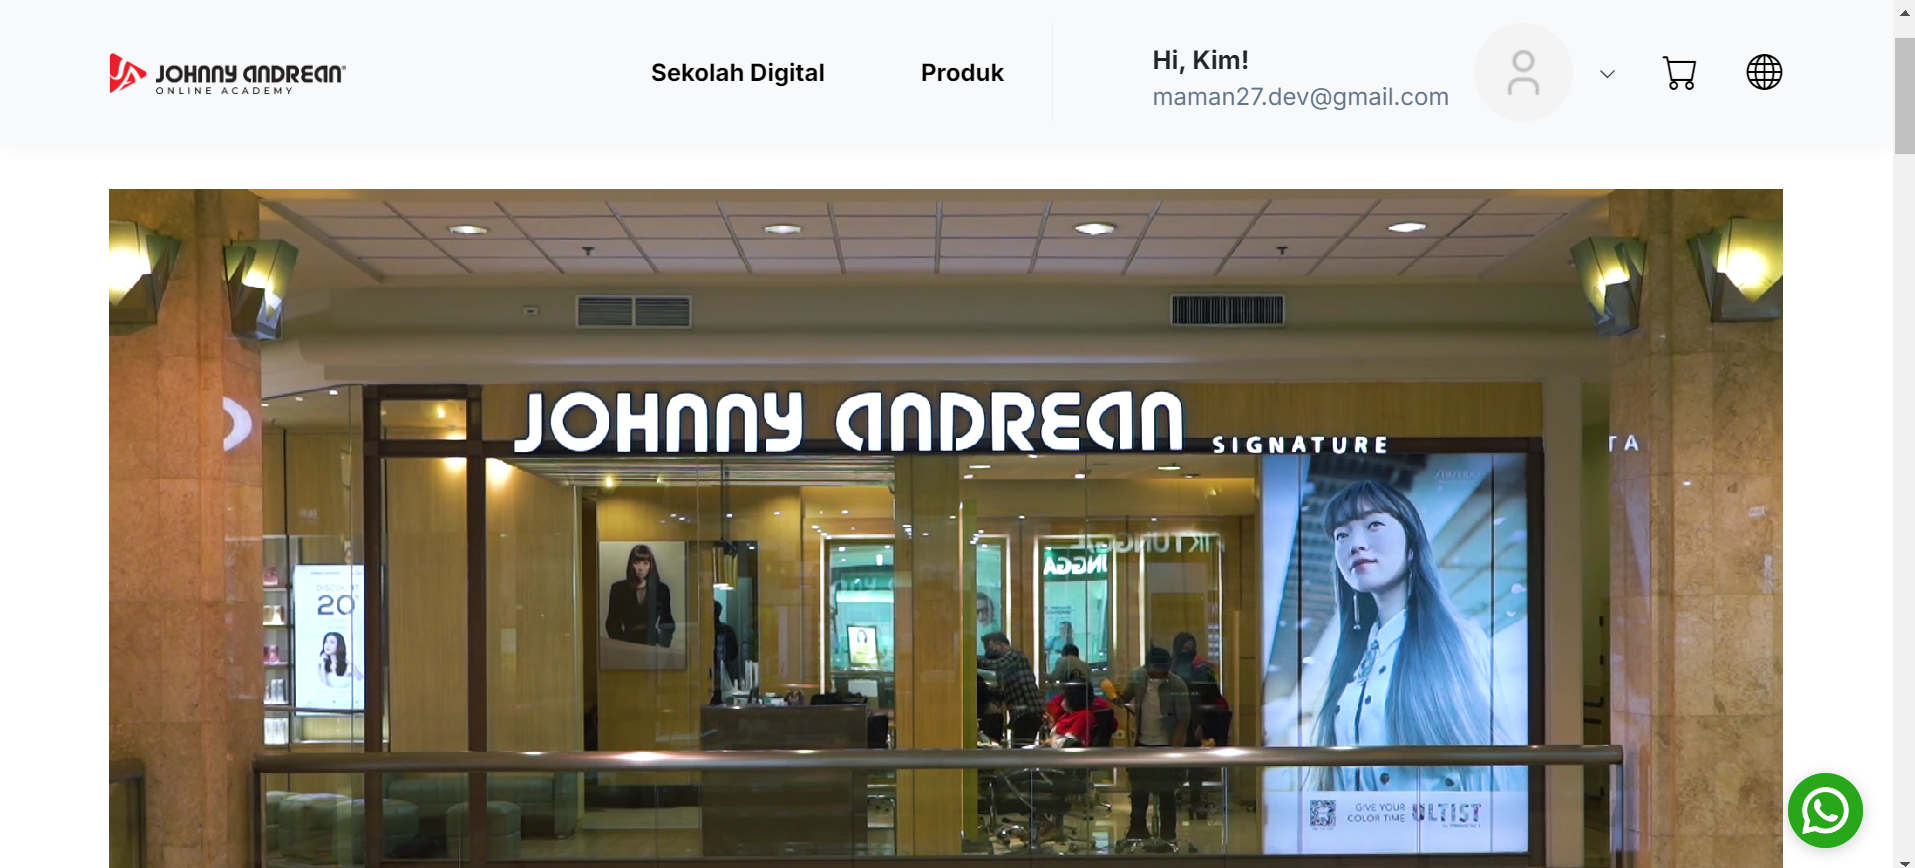 JOHNNY ANDREAN
ONLINE ACADEMY
Sekolah Digital
Produk
Hi, Kim!
maman27.dev@gmail.com
JOHNNY ANDREAN
SIGNATURE
TA
DISCOUNT
20
GIVE YOUR
COLOR TIME
ULTIST